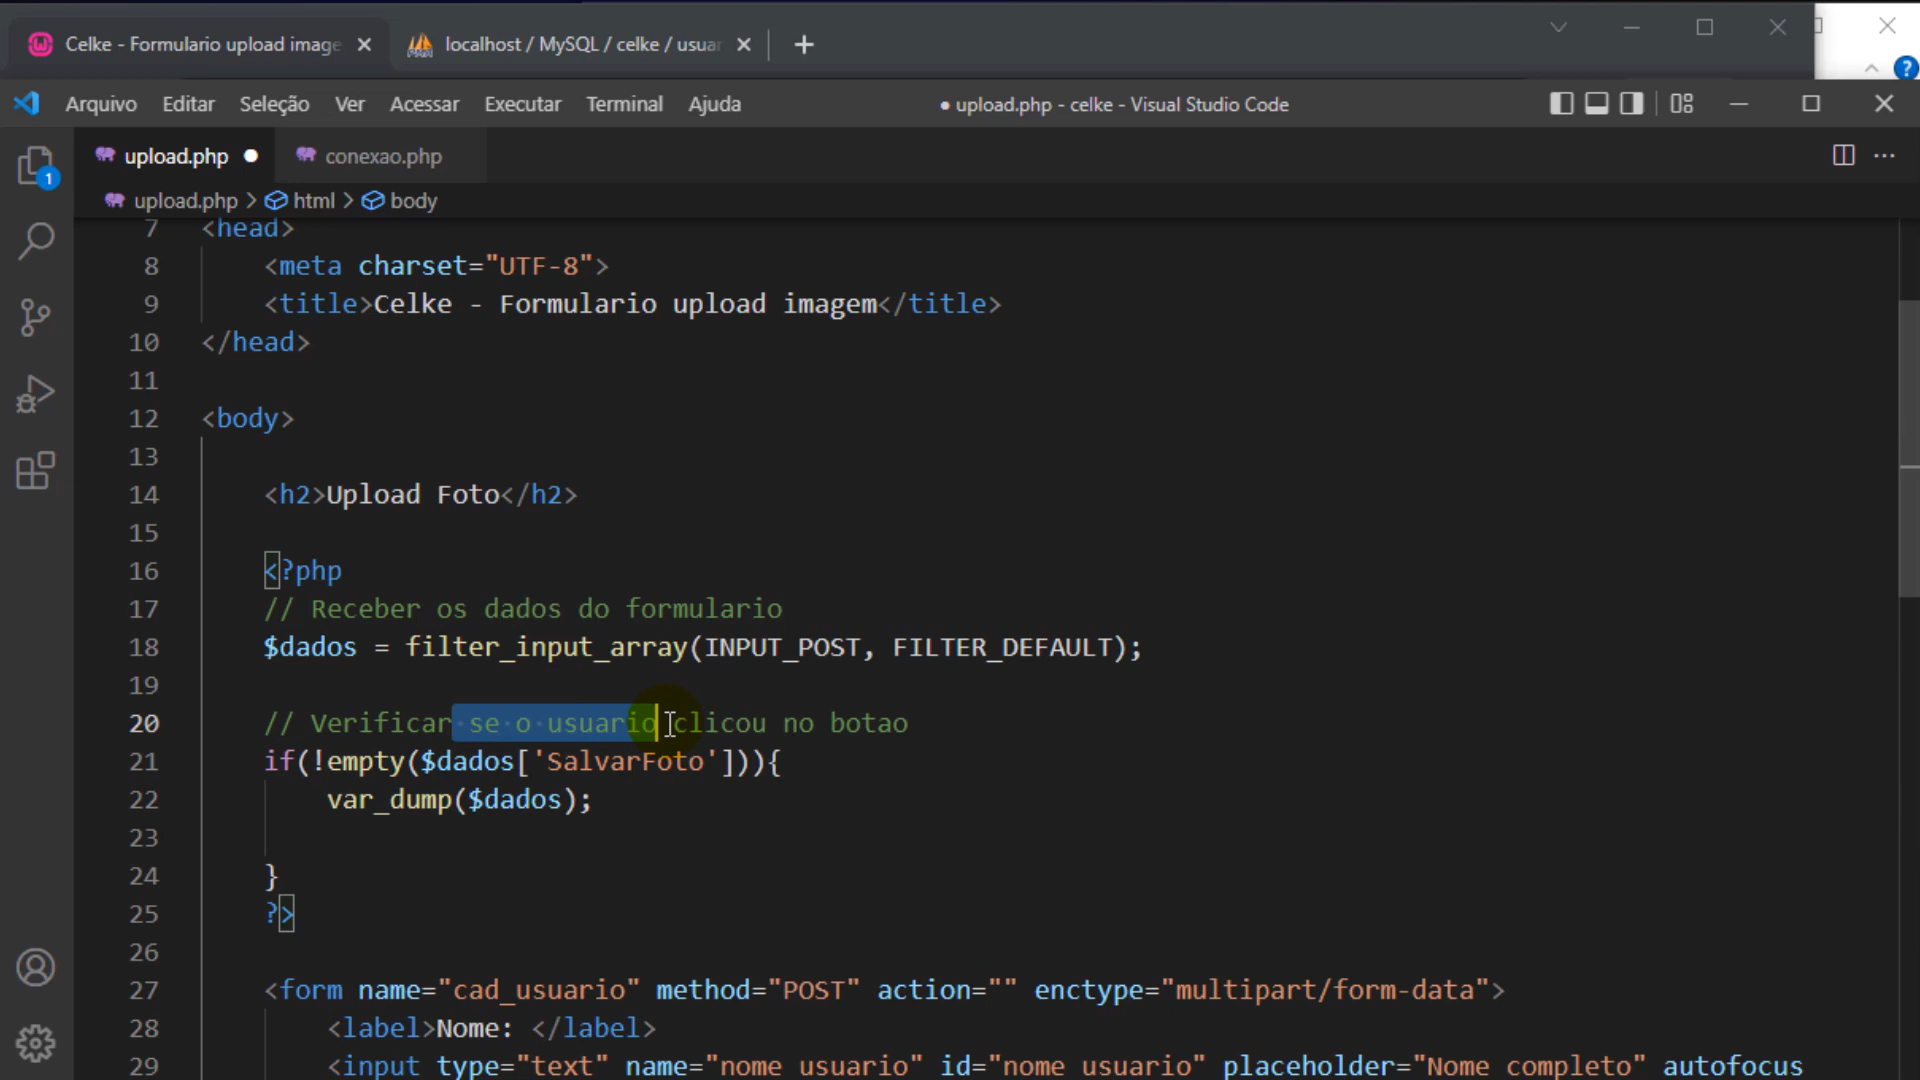 Celke - Formulario upload image
localhost / MySQL / celke / usuar
Arquivo Editar Seleção Ver Acessar Executar Terminal Ajuda
● upload.php - celke - Visual Studio Code
upload.php ● conexao.php
1
upload.php > html > body
7 <head>
8 <meta charset="UTF-8">
9 <title>Celke - Formulario upload imagem</title>
10 </head>
11
12 <body>
13
14 <h2>Upload Foto</h2>
15
16 <?php
17 // Receber os dados do formulario
18 $dados = filter_input_array(INPUT_POST, FILTER_DEFAULT);
19
20 // Verificar se o usuario clicou no botao
21 if(!empty($dados['SalvarFoto'])){
22 var_dump($dados);
23
24 }
25 ?>
26
27 <form name="cad_usuario" method="POST" action="" enctype="multipart/form-data">
28 <label>Nome: </label>
29 <input type="text" name="nome_usuario" id="nome_usuario" placeholder="Nome completo" autofocus